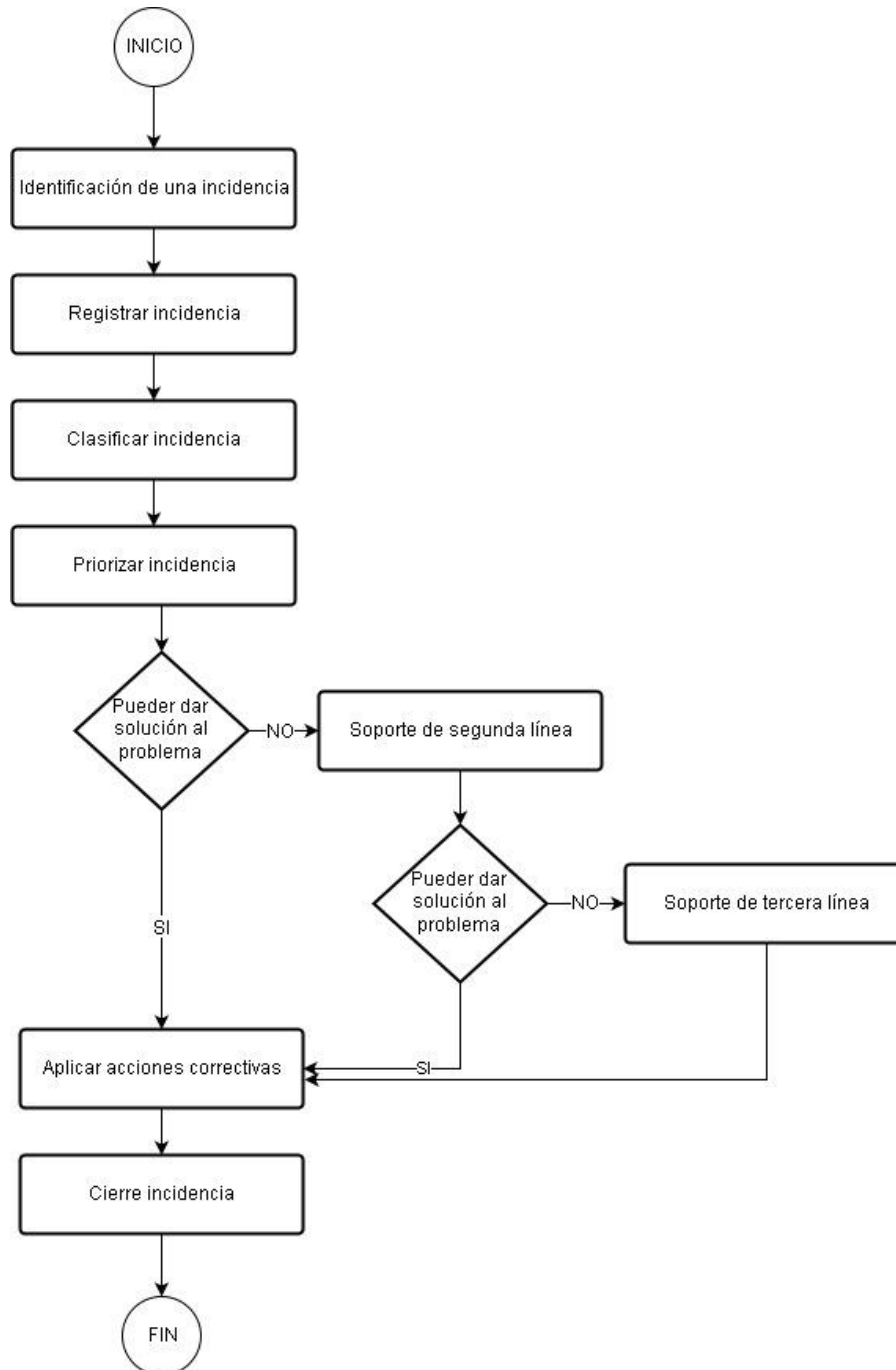 INICIO
Identificación de una incidencia
Registrar incidencia
Clasificar incidencia
Priorizar incidencia
Pueder dar
solución al
problema
NO
Soporte de segunda línea
Pueder dar
solución al
problema
NO
Soporte de tercera línea
SI
SI
Aplicar acciones correctivas
Cierre incidencia
FIN